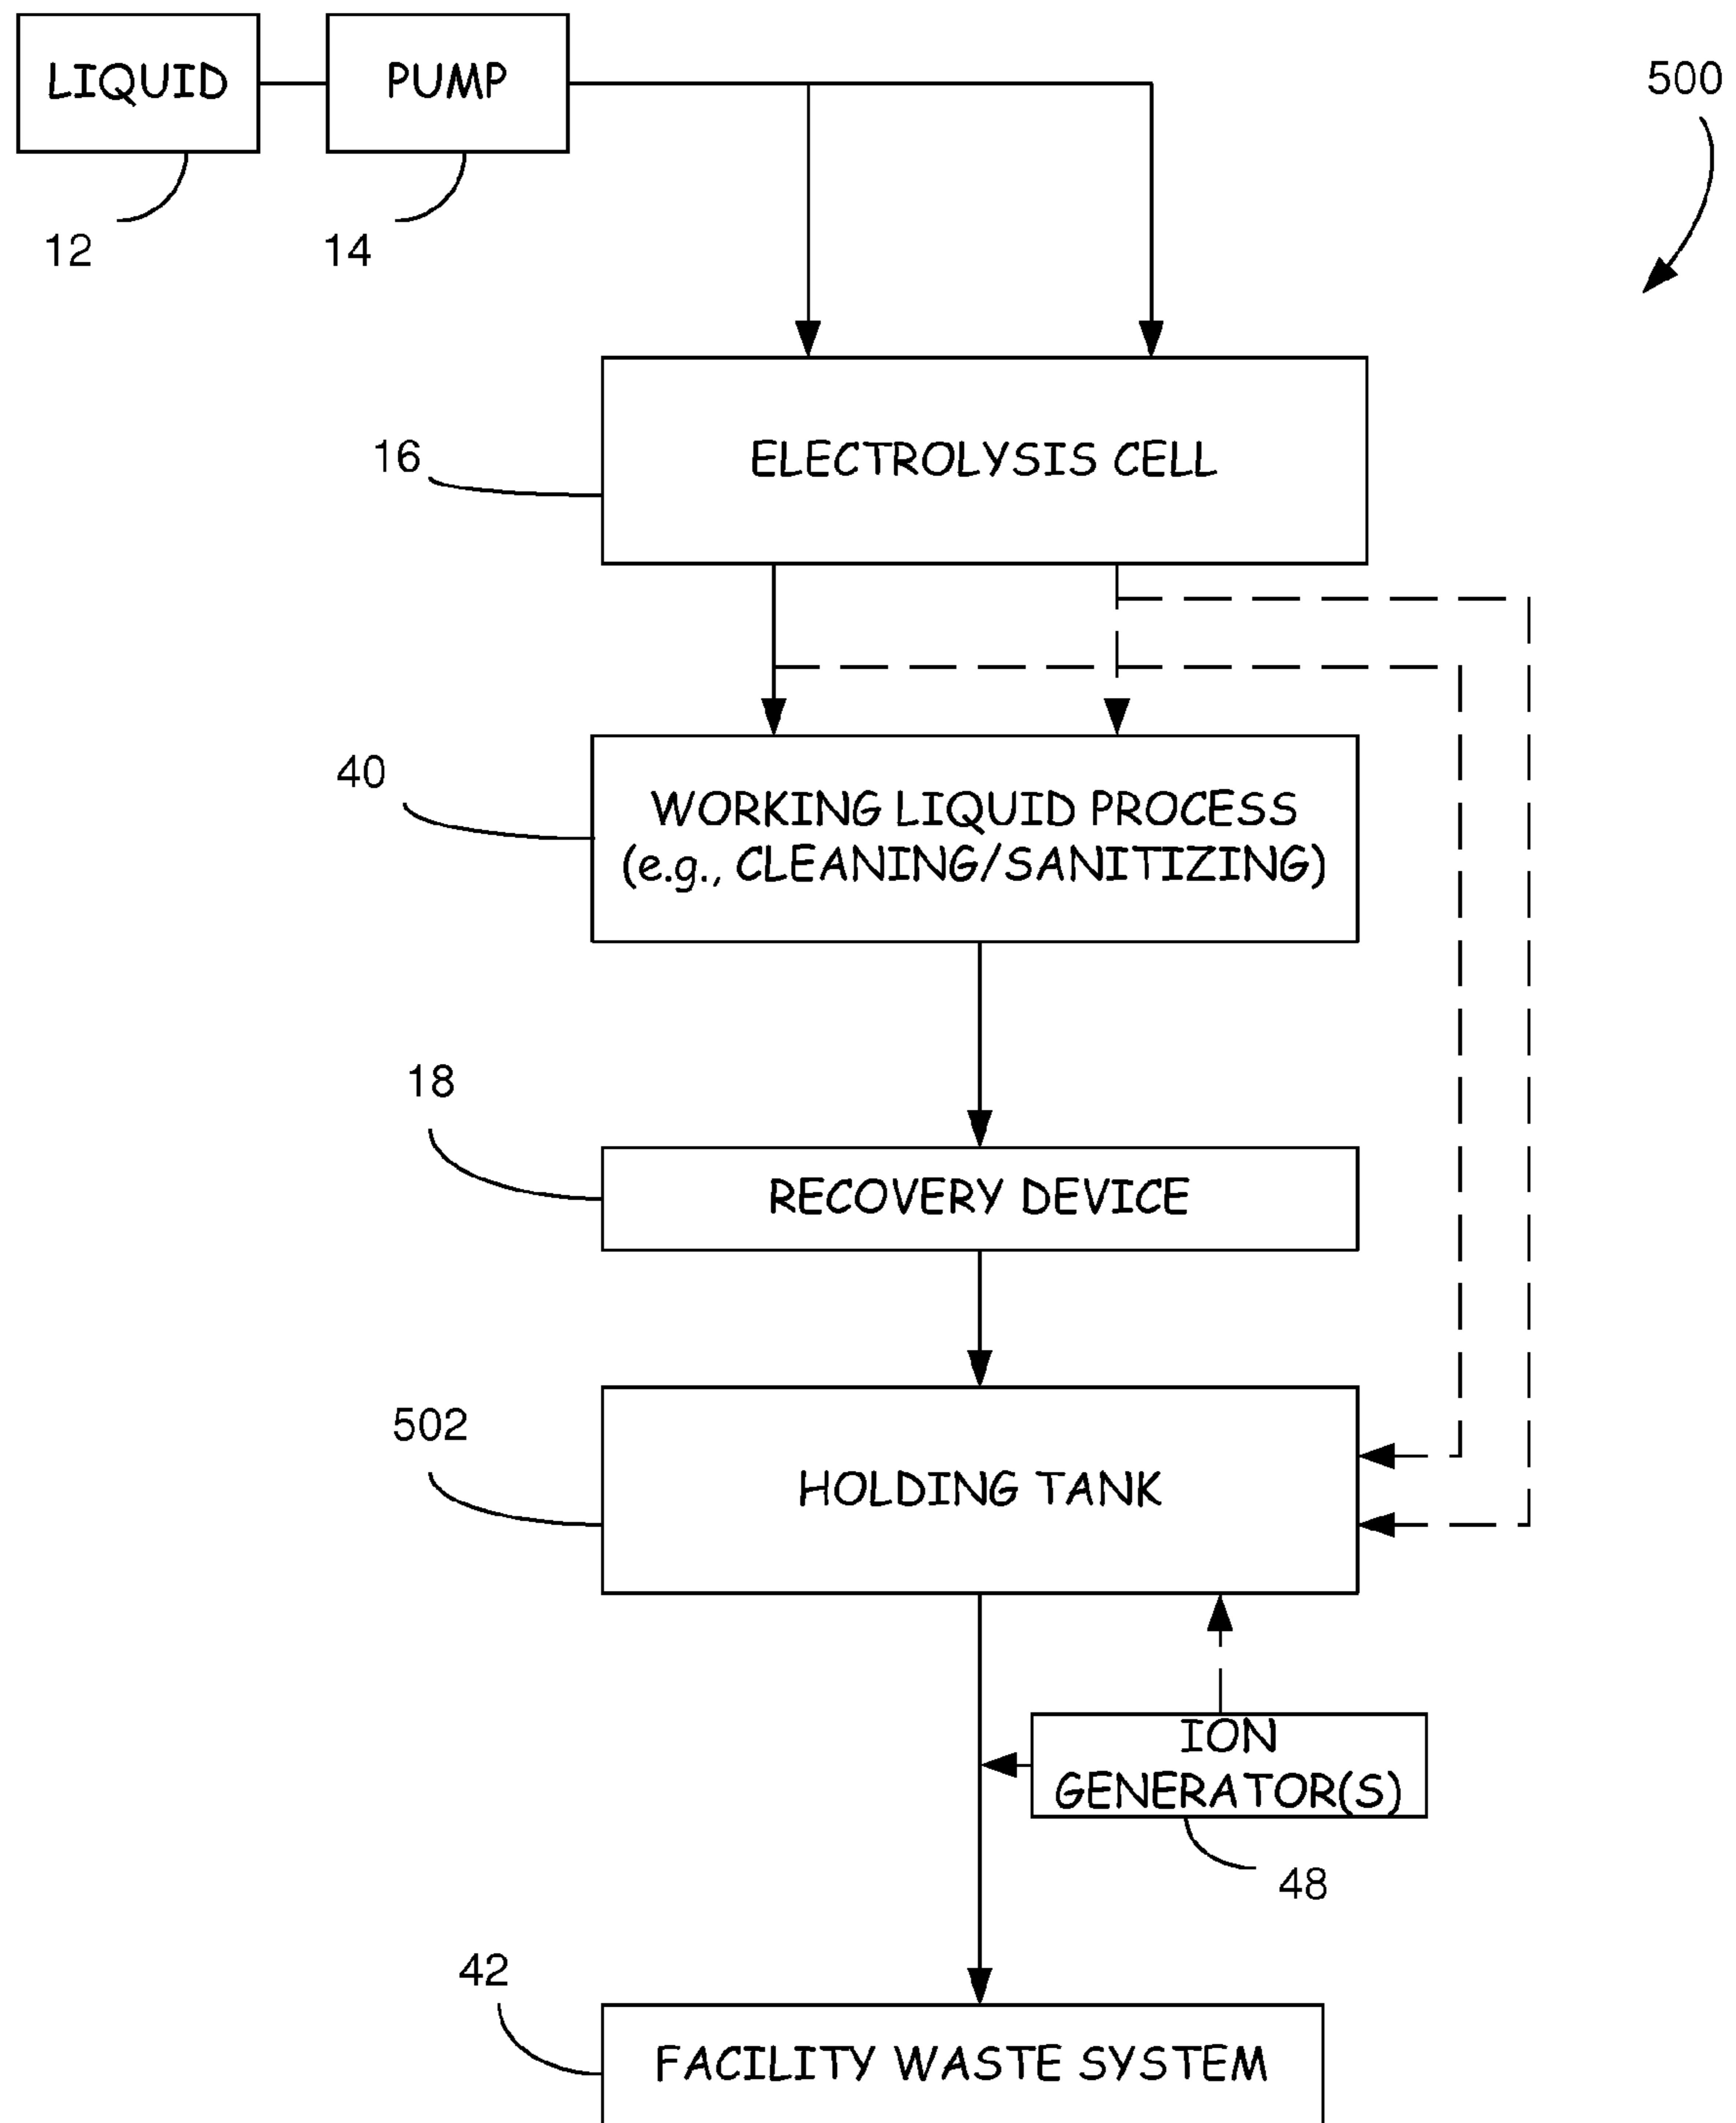 LIQUID
PUMP
500
12
14
16
ELECTROLYSIS CELL
40
WORKING LIQUID PROCESS
(e.g., CLEANING/SANITIZING)
18
RECOVERY DEVICE
502
HOLDING TANK
ION
GENERATOR(S)
48
42
FACILITY WASTE SYSTEM